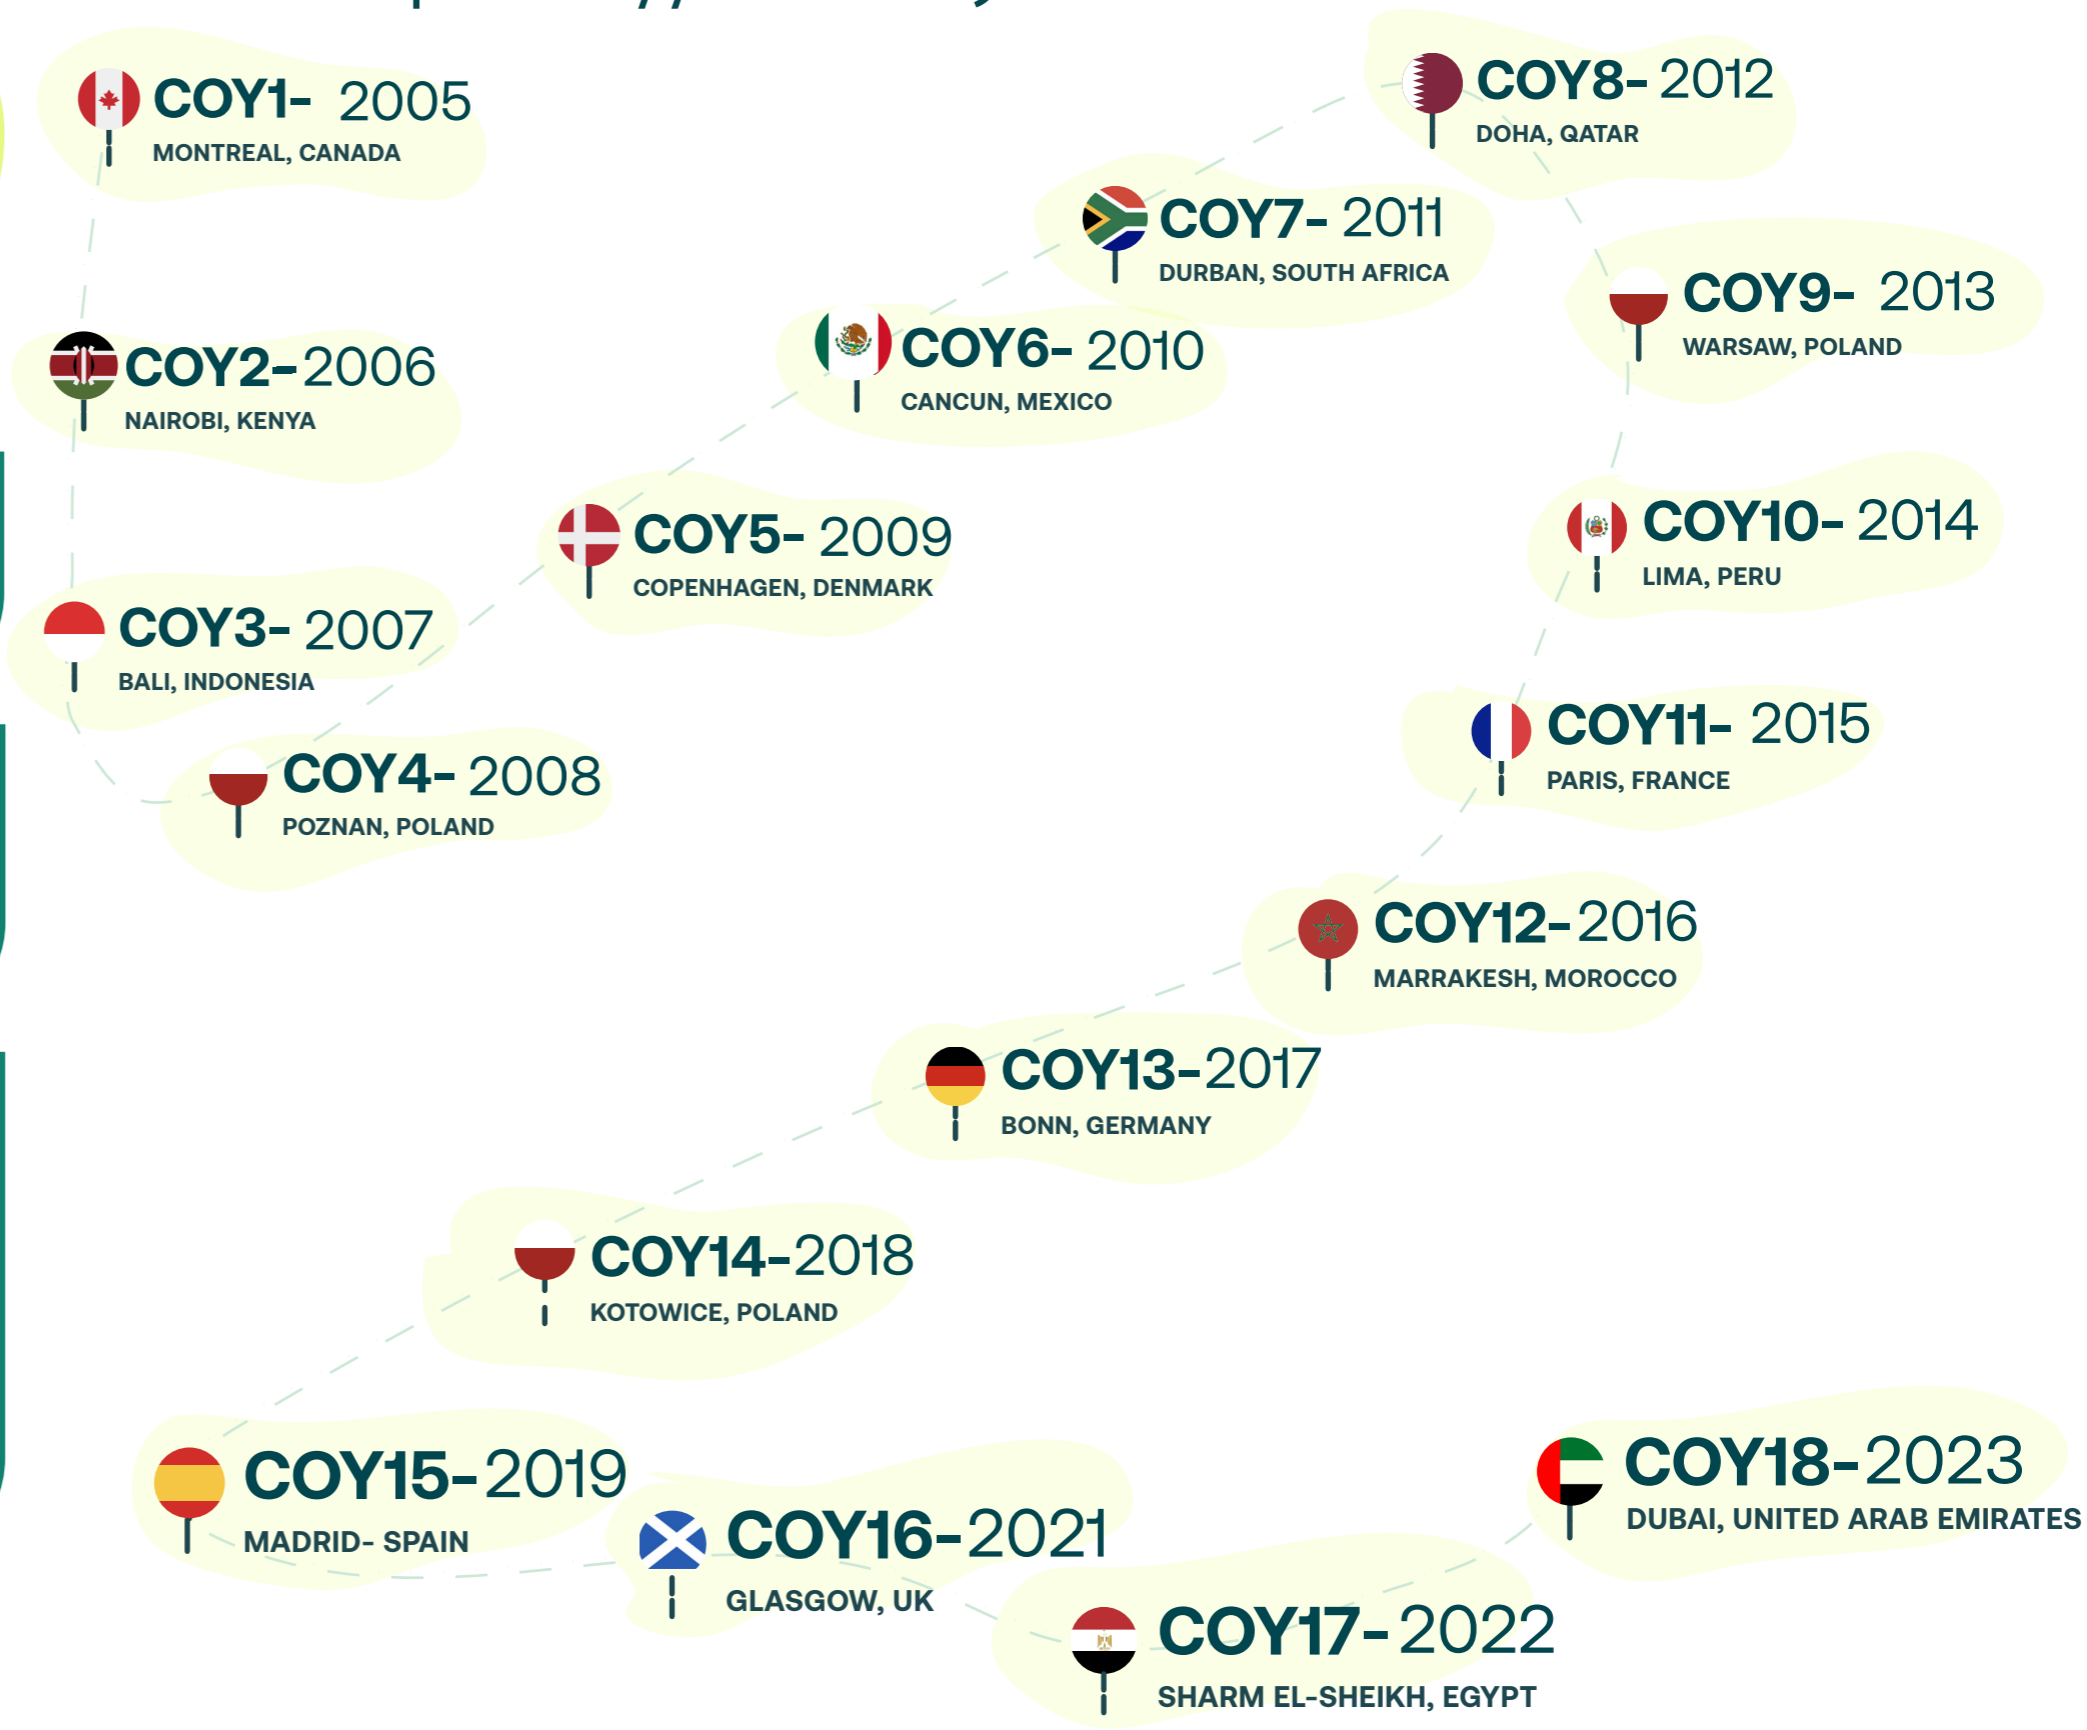 COY1- 2005
MONTREAL, CANADA
COY2-2006
NAIROBI, KENYA
COY3- 2007
BALI, INDONESIA
COY4- 2008
POZNAN, POLAND
COY5- 2009
COPENHAGEN, DENMARK
COY6- 2010
CANCUN, MEXICO
COY7- 2011
DURBAN, SOUTH AFRICA
COY8- 2012
DOHA, QATAR
COY9- 2013
WARSAW, POLAND
COY10- 2014
LIMA, PERU
COY11- 2015
PARIS, FRANCE
COY12-2016
MARRAKESH, MOROCCO
COY13-2017
BONN, GERMANY
COY14-2018
KOTOWICE, POLAND
COY15-2019
MADRID- SPAIN
COY16-2021
GLASGOW, UK
COY17-2022
SHARM EL-SHEIKH, EGYPT
COY18-2023
DUBAI, UNITED ARAB EMIRATES